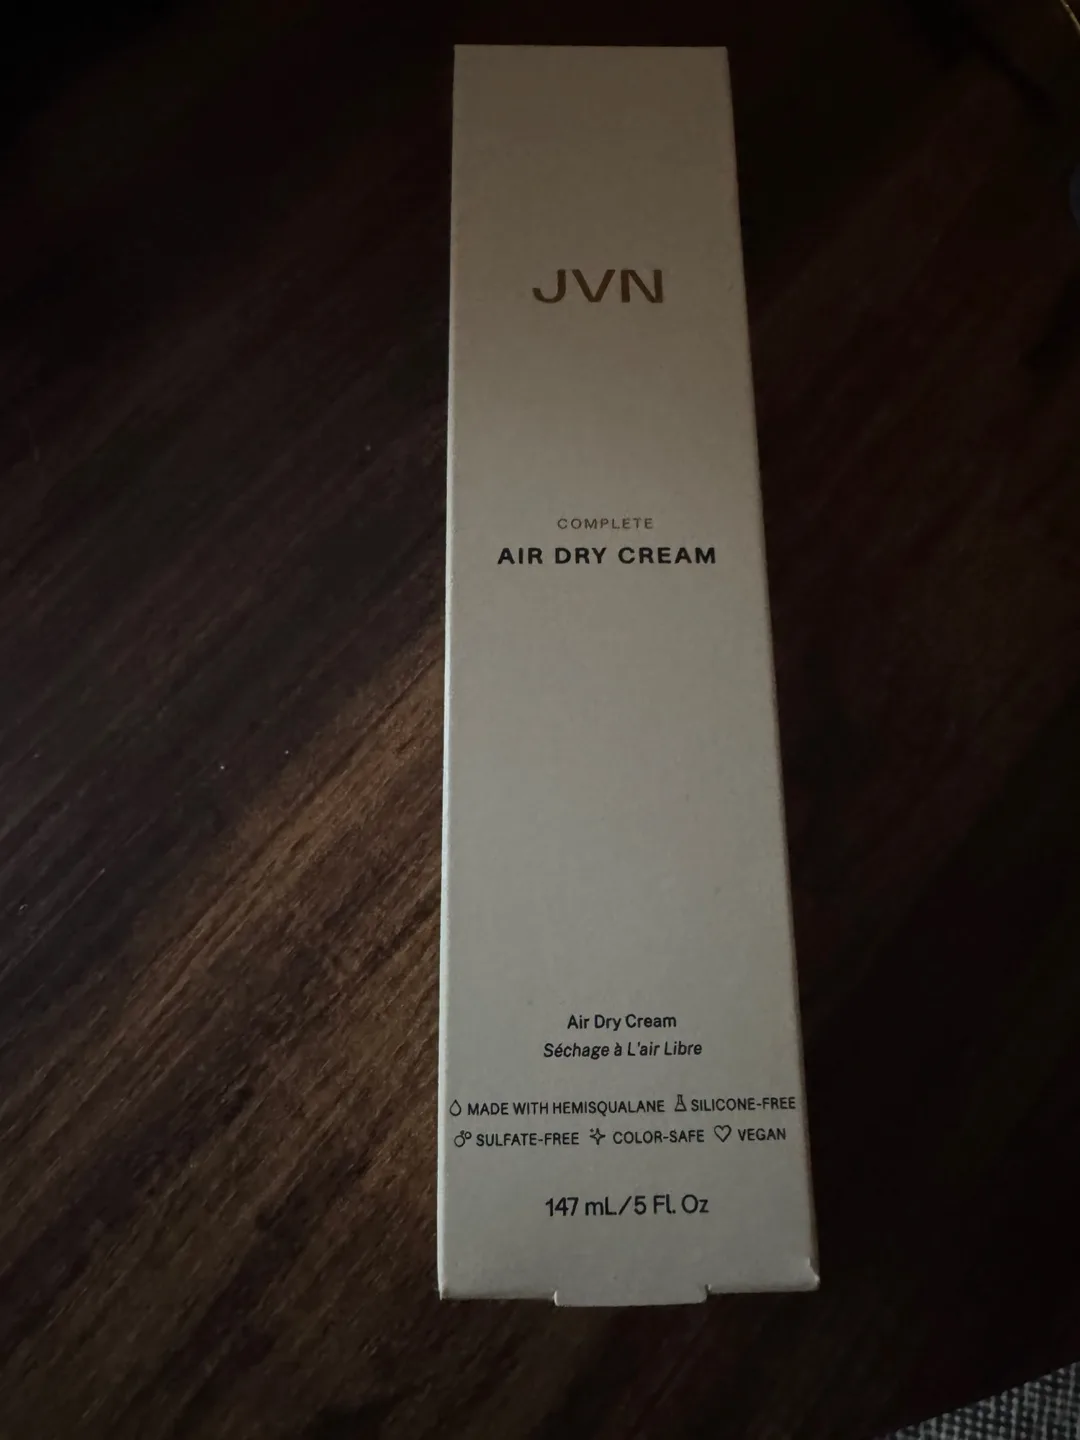 JVN
COMPLETE
AIR DRY CREAM
Air Dry Cream
Séchage à L'air Libre
MADE WITH HEMISQUALANE SILICONE-FREE
SULFATE-FREE COLOR-SAFE VEGAN
147 mL/5 Fl. Oz